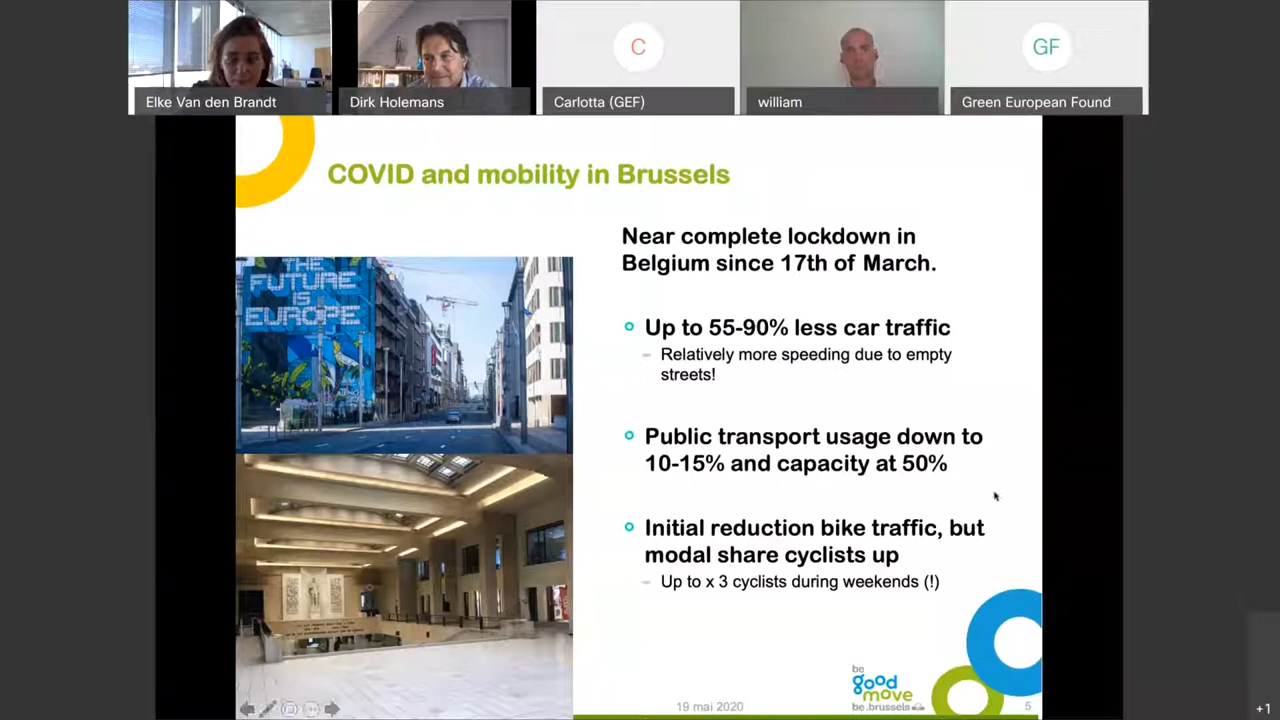 Elke Van den Brandt
Dirk Holemans
C
Carlotta (GEF)
william
GF
Green European Found
COVID and mobility in Brussels
THE
FUTURE
IS
EUROPE
Near complete lockdown in
Belgium since 17th of March.
Up to 55-90% less car traffic
Relatively more speeding due to empty
streets!
Public transport usage down to
10-15% and capacity at 50%
Initial reduction bike traffic, but
modal share cyclists up
Up to x 3 cyclists during weekends (!)
be
good
move
be.brussels
19 mai 2020
5
+1